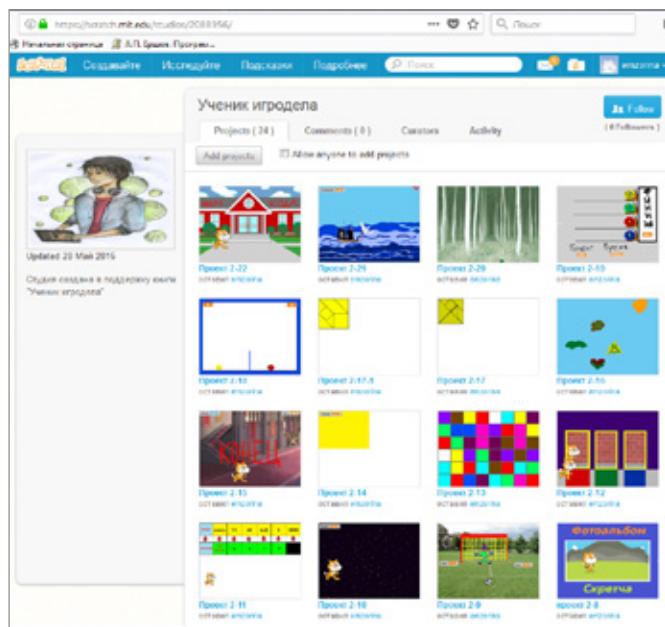 https://scratch.mit.edu/studios/2088956/
Поиск
Начальная страница А.П. Ершов. Програм...
SCRATCH Создавайте Исследуйте Подсказки Подробнее Поиск
Ученик игродела
Follow
Projects ( 24 ) Comments ( 0 ) Curators Activity
Add projects Allow anyone to add projects
Updated 20 Май 2016
Студия создана в поддержку книги
"Ученик игродела"
Проект 2-22 Проект 2-21 Проект 2-20 Проект 2-19
Проект 2-18 Проект 2-17-1 Проект 2-17 Проект 2-16
КОНЕЦ
Проект 2-15 Проект 2-14 Проект 2-13 Проект 2-12
Фотоальбом
Скретча
Проект 2-11 Проект 2-10 Проект 2-9 проект 2-8